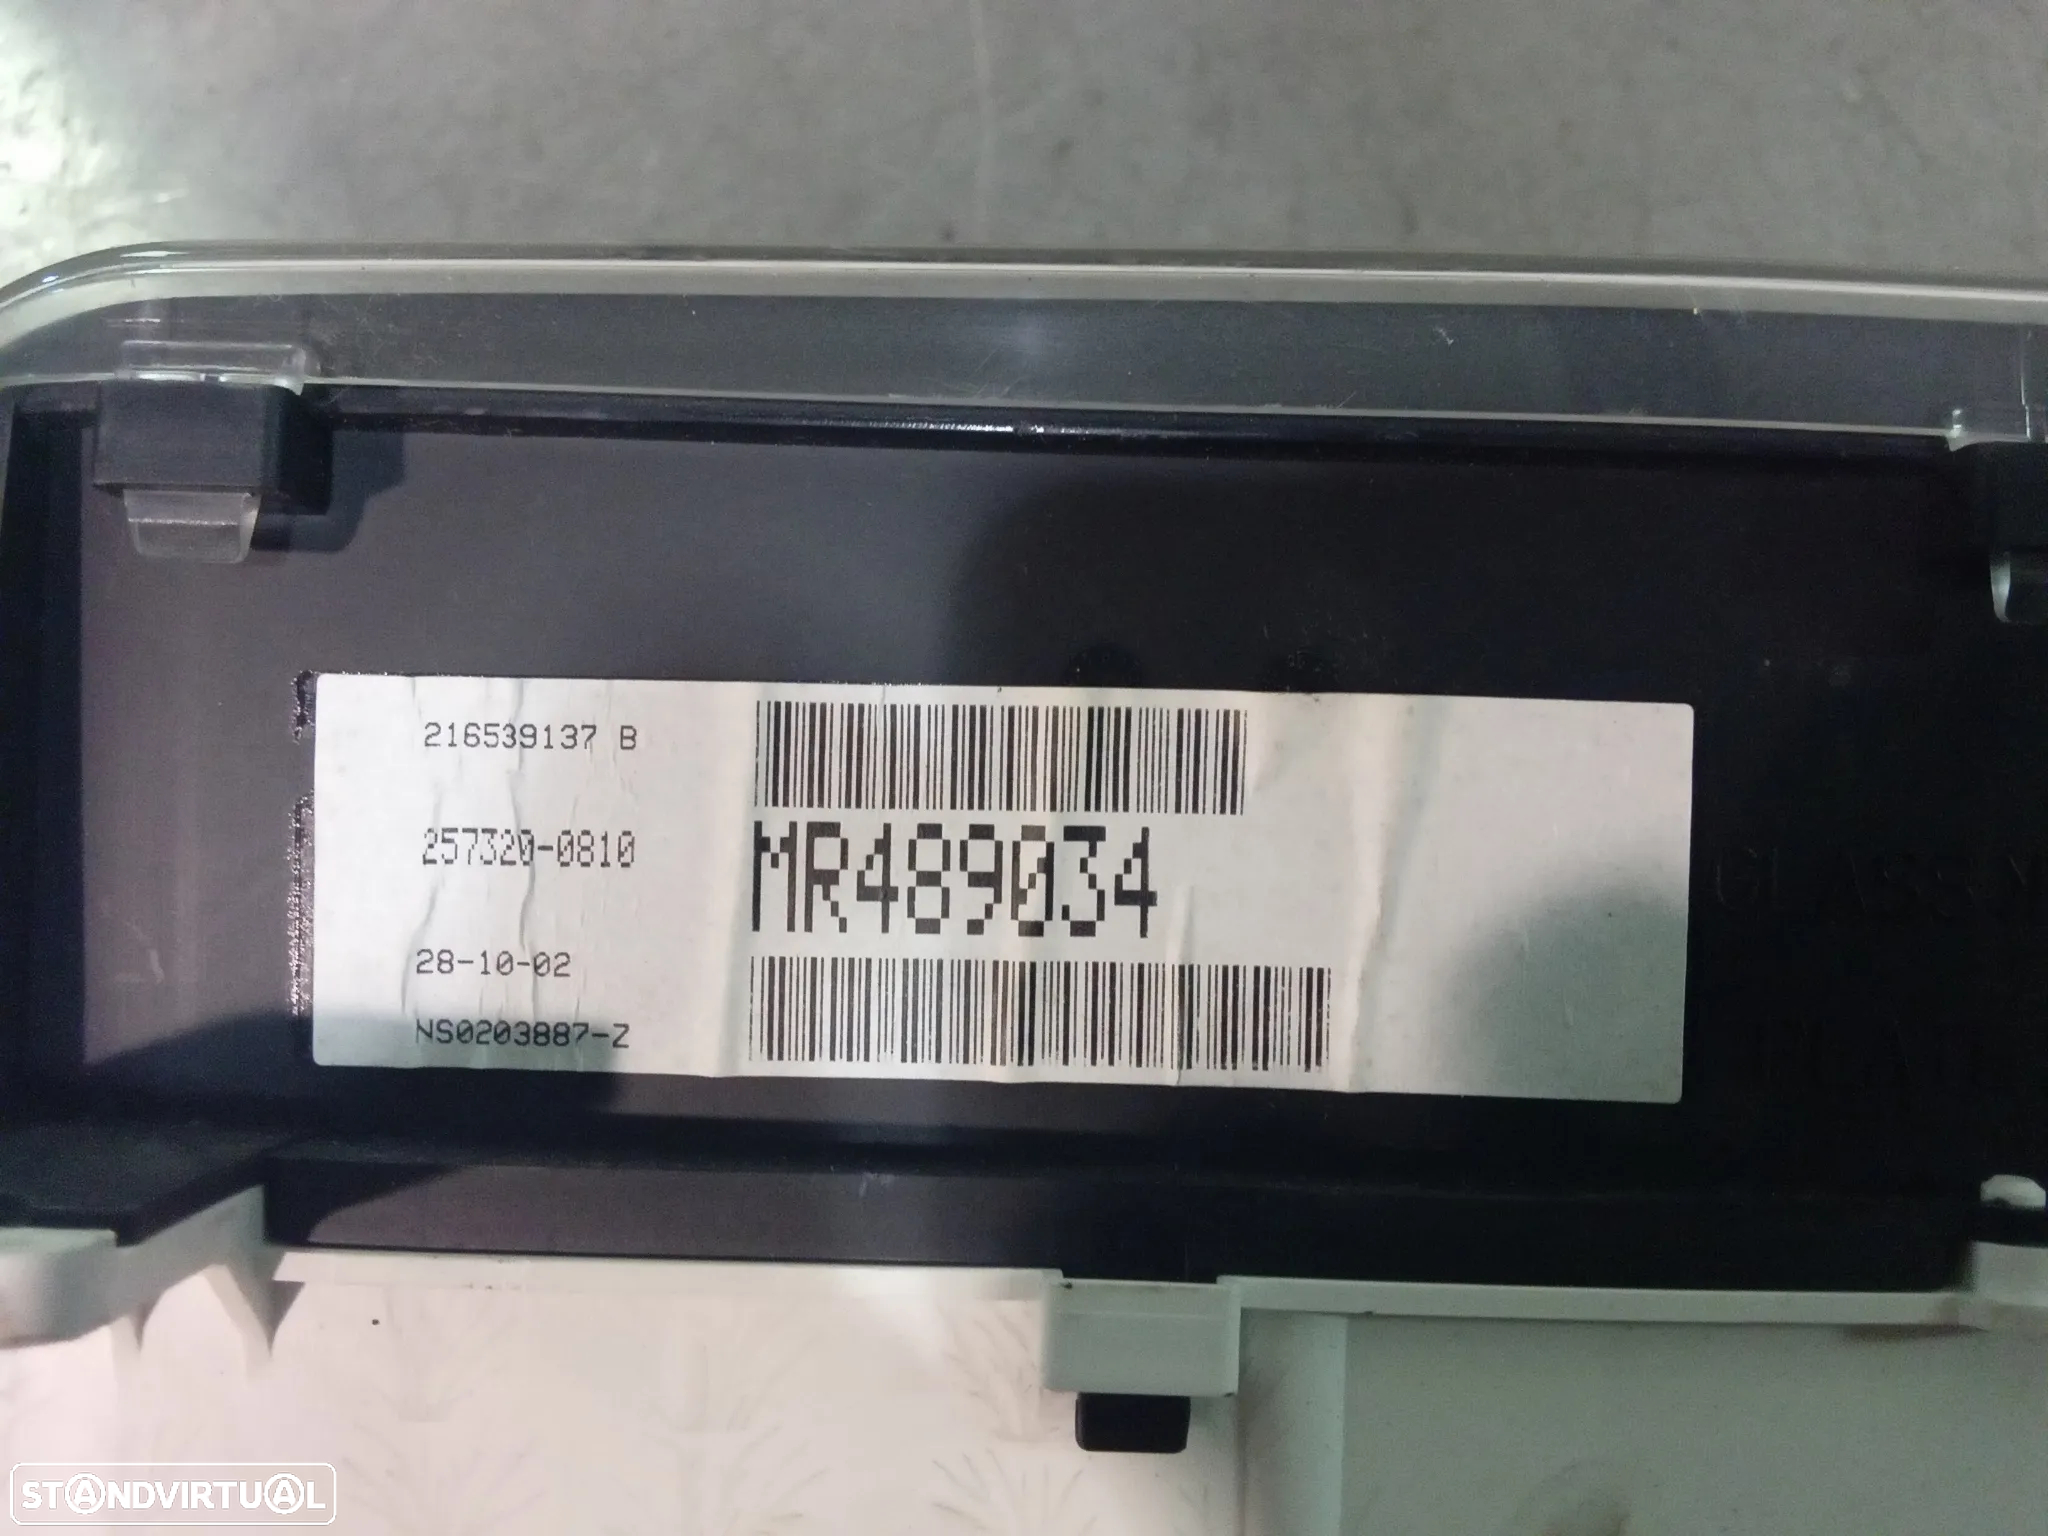 216539137 B
257320-0810
MR489034
28-10-02
NS0203887-Z
STANDVIRTUAL